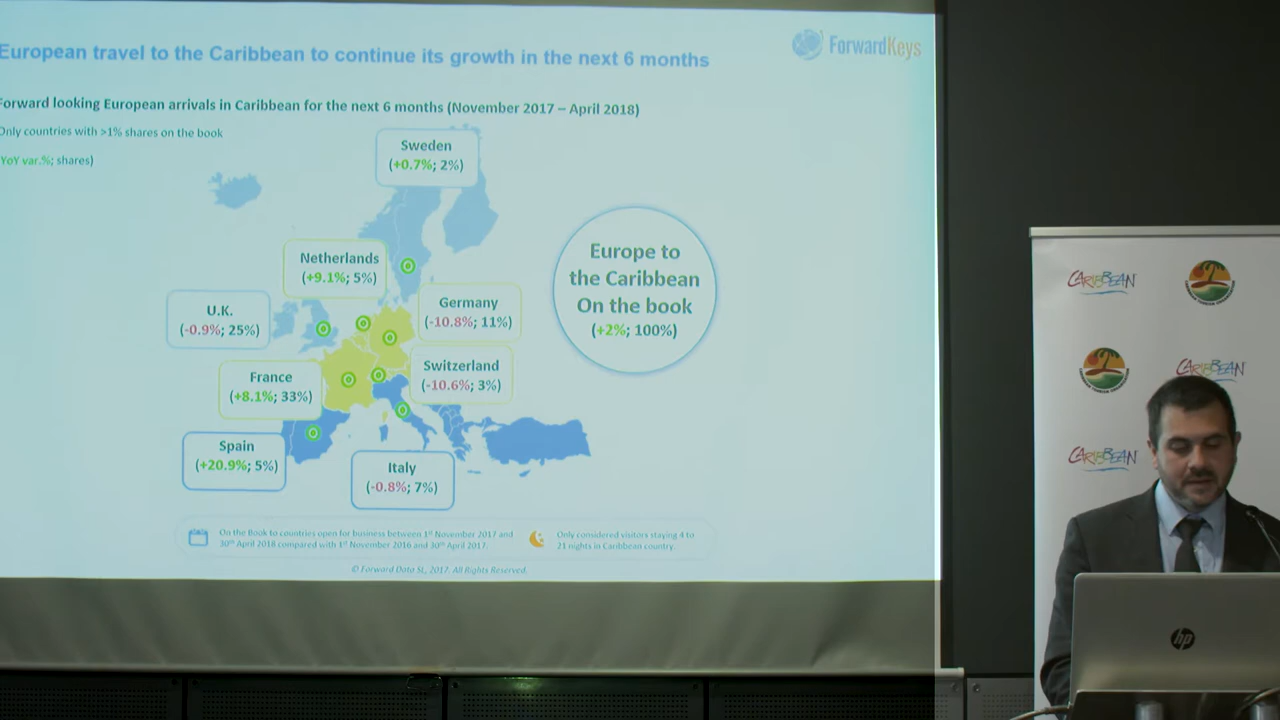 European travel to the Caribbean to continue its growth in the next 6 months
ForwardKeys
Forward looking European arrivals in Caribbean for the next 6 months (November 2017 – April 2018)
Only countries with >1% shares on the book
YoY var.%; shares)
Sweden
(+0.7%; 2%)
Netherlands
(+9.1%; 5%)
U.K.
(-0.9%; 25%)
Germany
(-10.8%; 11%)
France
(+8.1%; 33%)
Switzerland
(-10.6%; 3%)
Spain
(+20.9%; 5%)
Italy
(-0.8%; 7%)
Europe to
the Caribbean
On the book
(+2%; 100%)
On the Book to countries open for business between 1st November 2017 and
30th April 2018 compared with 1st November 2016 and 30th April 2017.
Only considered visitors staying 4 to
21 nights in Caribbean country.
© Forward Data SL, 2017. All Rights Reserved.
CARIBBEAN
CARIBBEAN
CARIBBEAN
hp